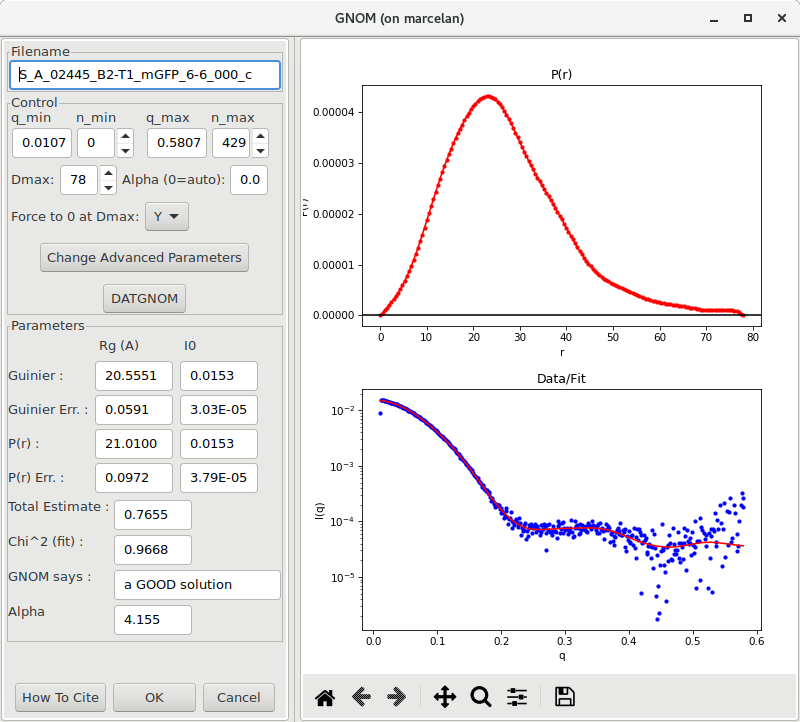 GNOM (on marcelan)
Filename
S_A_02445_B2-T1_mGFP_6-6_000_c
Control
q_min n_min q_max n_max
0.0107 0 0.5807 429
Dmax: 78 Alpha (0=auto): 0.0
Force to 0 at Dmax: Y
Change Advanced Parameters
DATGNOM
Parameters
Rg (A) I0
Guinier : 20.5551 0.0153
Guinier Err. : 0.0591 3.03E-05
P(r) : 21.0100 0.0153
P(r) Err. : 0.0972 3.79E-05
Total Estimate : 0.7655
Chi^2 (fit) : 0.9668
GNOM says : a GOOD solution
Alpha 4.155
How To Cite OK Cancel
P(r)
0.00004
0.00003
0.00002
0.00001
0.00000
P(r)
0 10 20 30 40 50 60 70 80
r
Data/Fit
10⁻²
10⁻³
10⁻⁴
10⁻⁵
I(q)
0.0 0.1 0.2 0.3 0.4 0.5 0.6
q